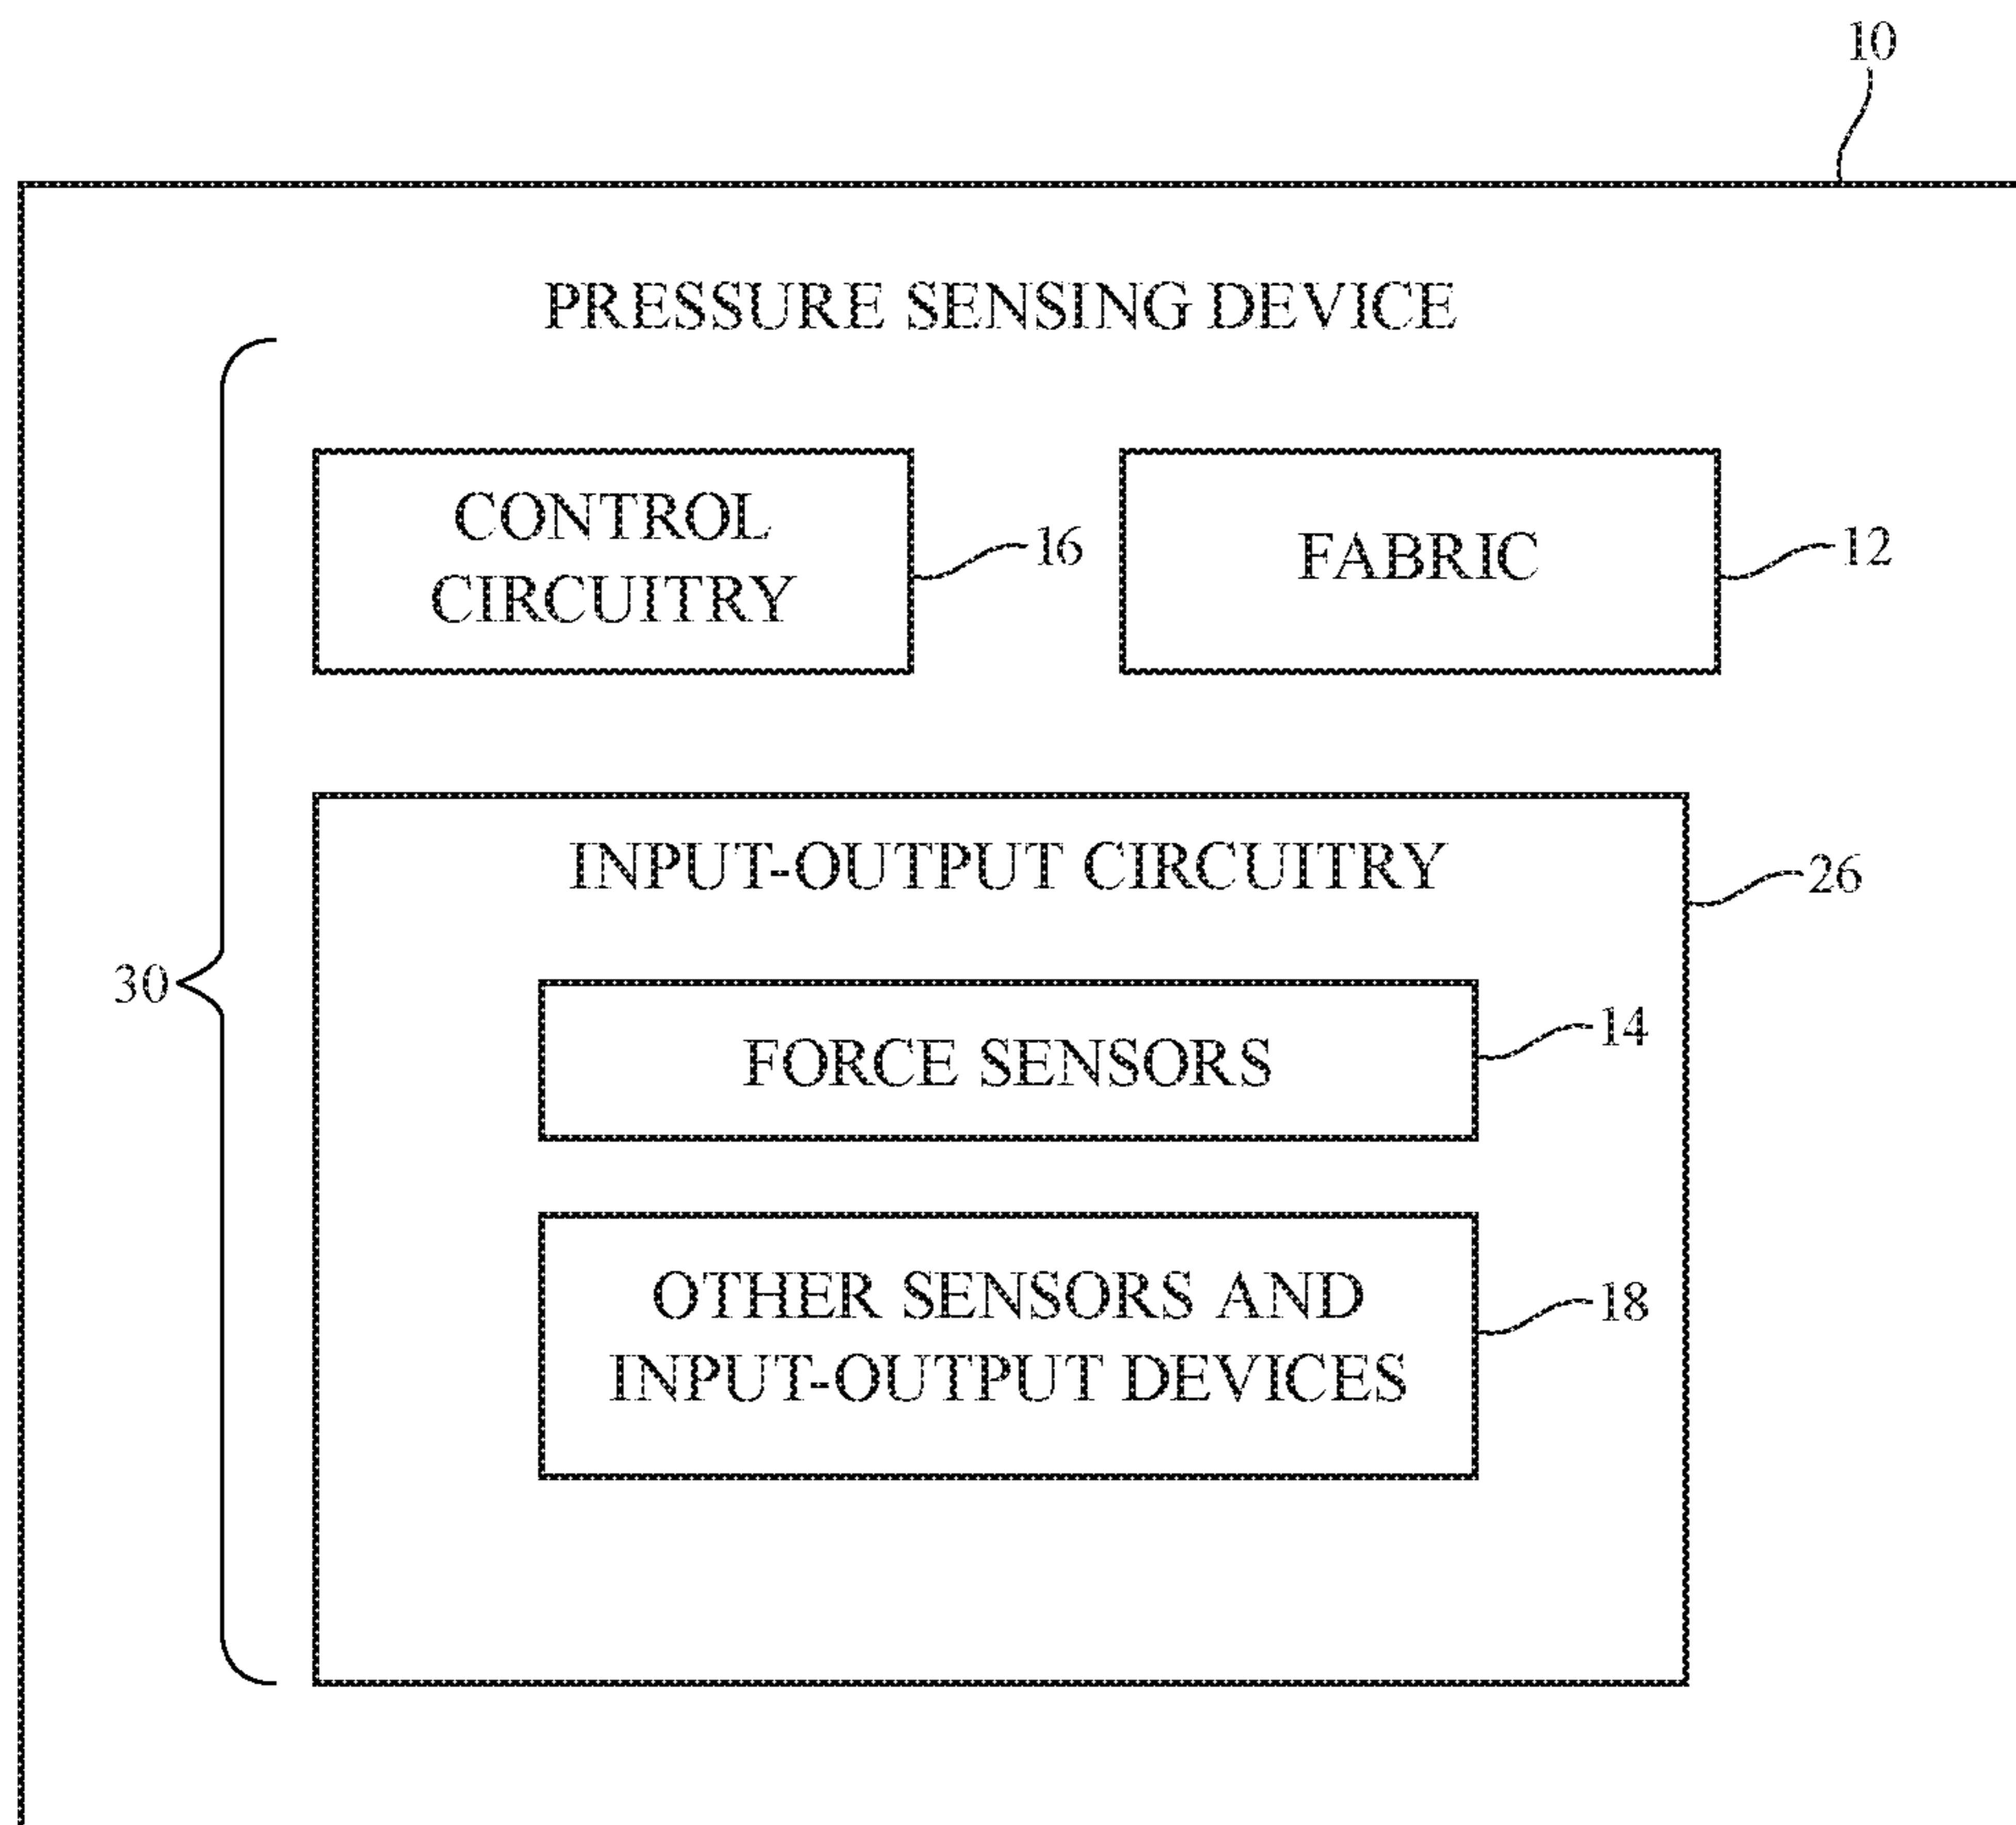 10
PRESSURE SENSING DEVICE
CONTROL
CIRCUITRY
16
FABRIC
12
INPUT-OUTPUT CIRCUITRY
26
30
FORCE SENSORS
14
OTHER SENSORS AND
INPUT-OUTPUT DEVICES
18